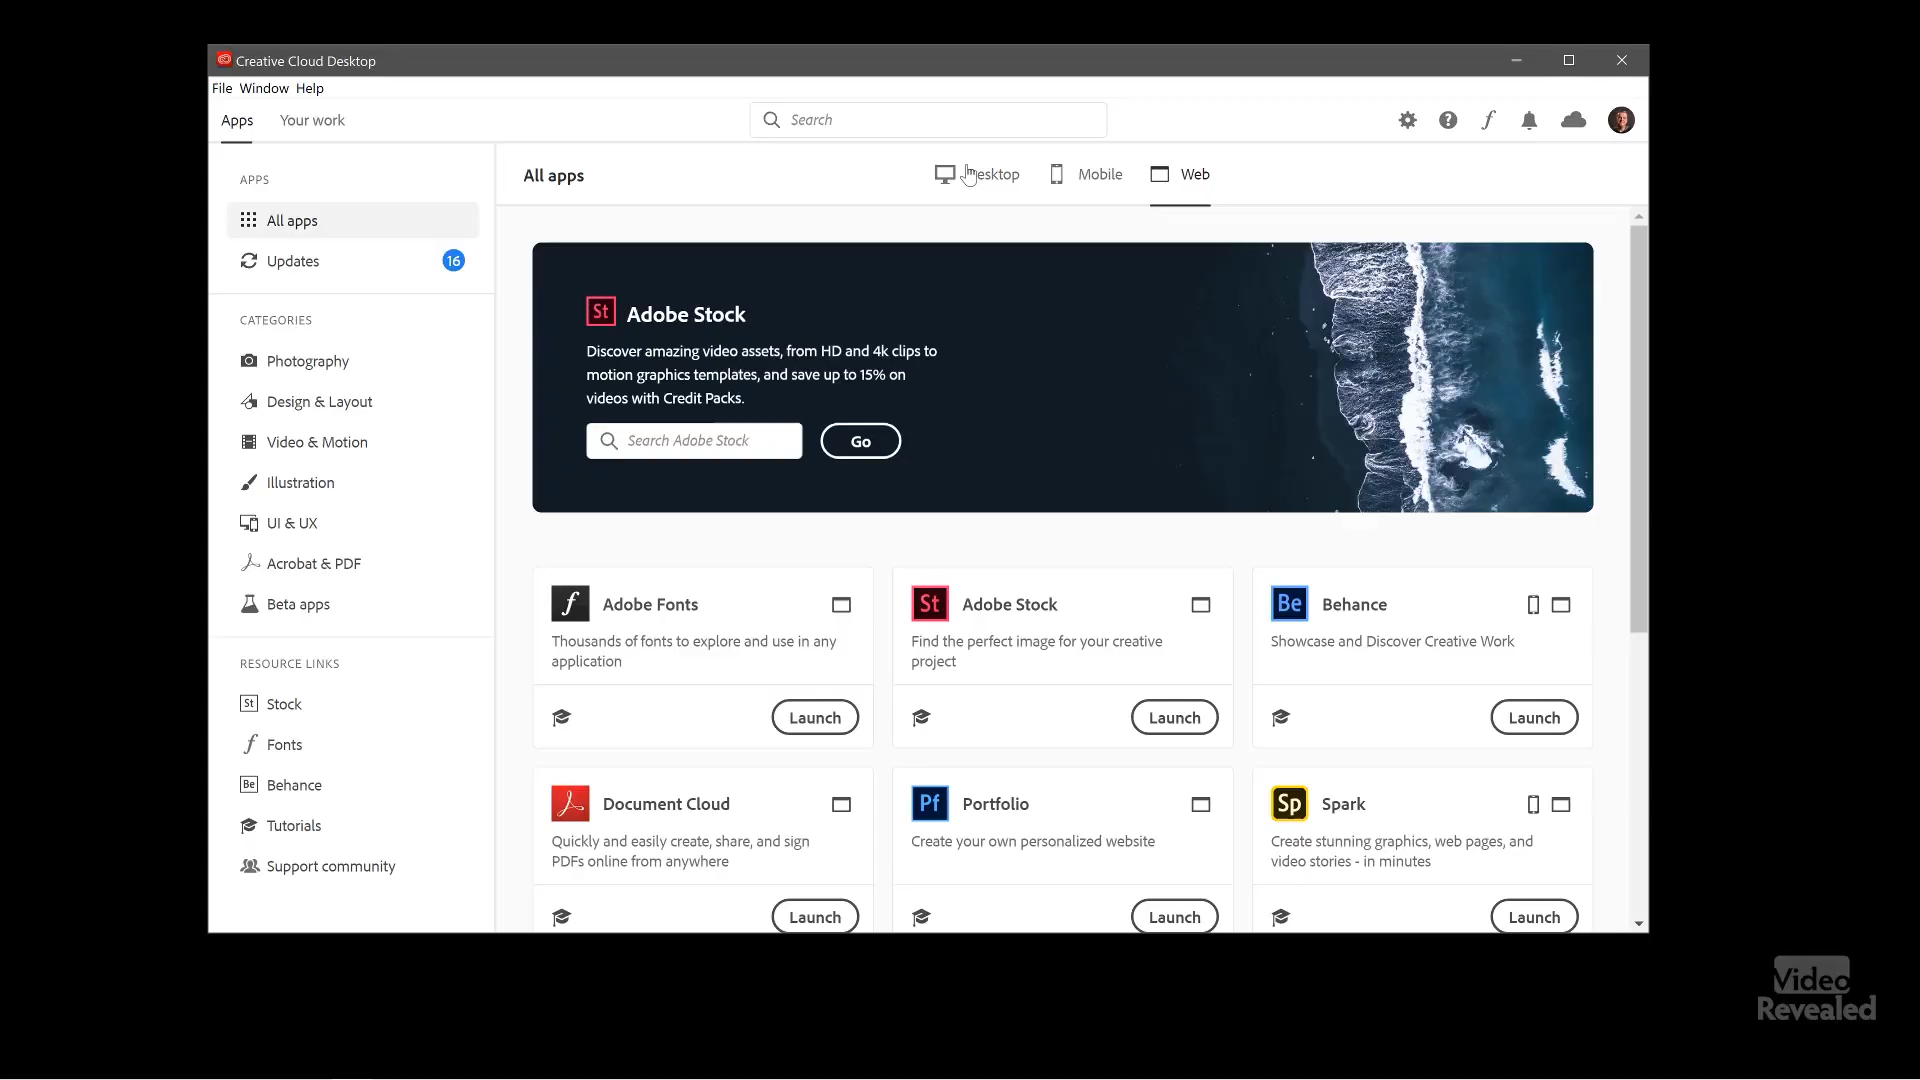 Creative Cloud Desktop
File Window Help
Apps Your work Search
All apps Desktop Mobile Web
APPS
All apps
Updates 16
CATEGORIES
Photography
Design & Layout
Video & Motion
Illustration
UI & UX
Acrobat & PDF
Beta apps
RESOURCE LINKS
St Stock
Fonts
Be Behance
Tutorials
Support community
St Adobe Stock
Discover amazing video assets, from HD and 4k clips to
motion graphics templates, and save up to 15% on
videos with Credit Packs.
Search Adobe Stock Go
Adobe Fonts
Thousands of fonts to explore and use in any
application
Launch
St Adobe Stock
Find the perfect image for your creative
project
Launch
Be Behance
Showcase and Discover Creative Work
Launch
Document Cloud
Quickly and easily create, share, and sign
PDFs online from anywhere
Launch
Pf Portfolio
Create your own personalized website
Launch
Sp Spark
Create stunning graphics, web pages, and
video stories - in minutes
Launch
Video
Revealed